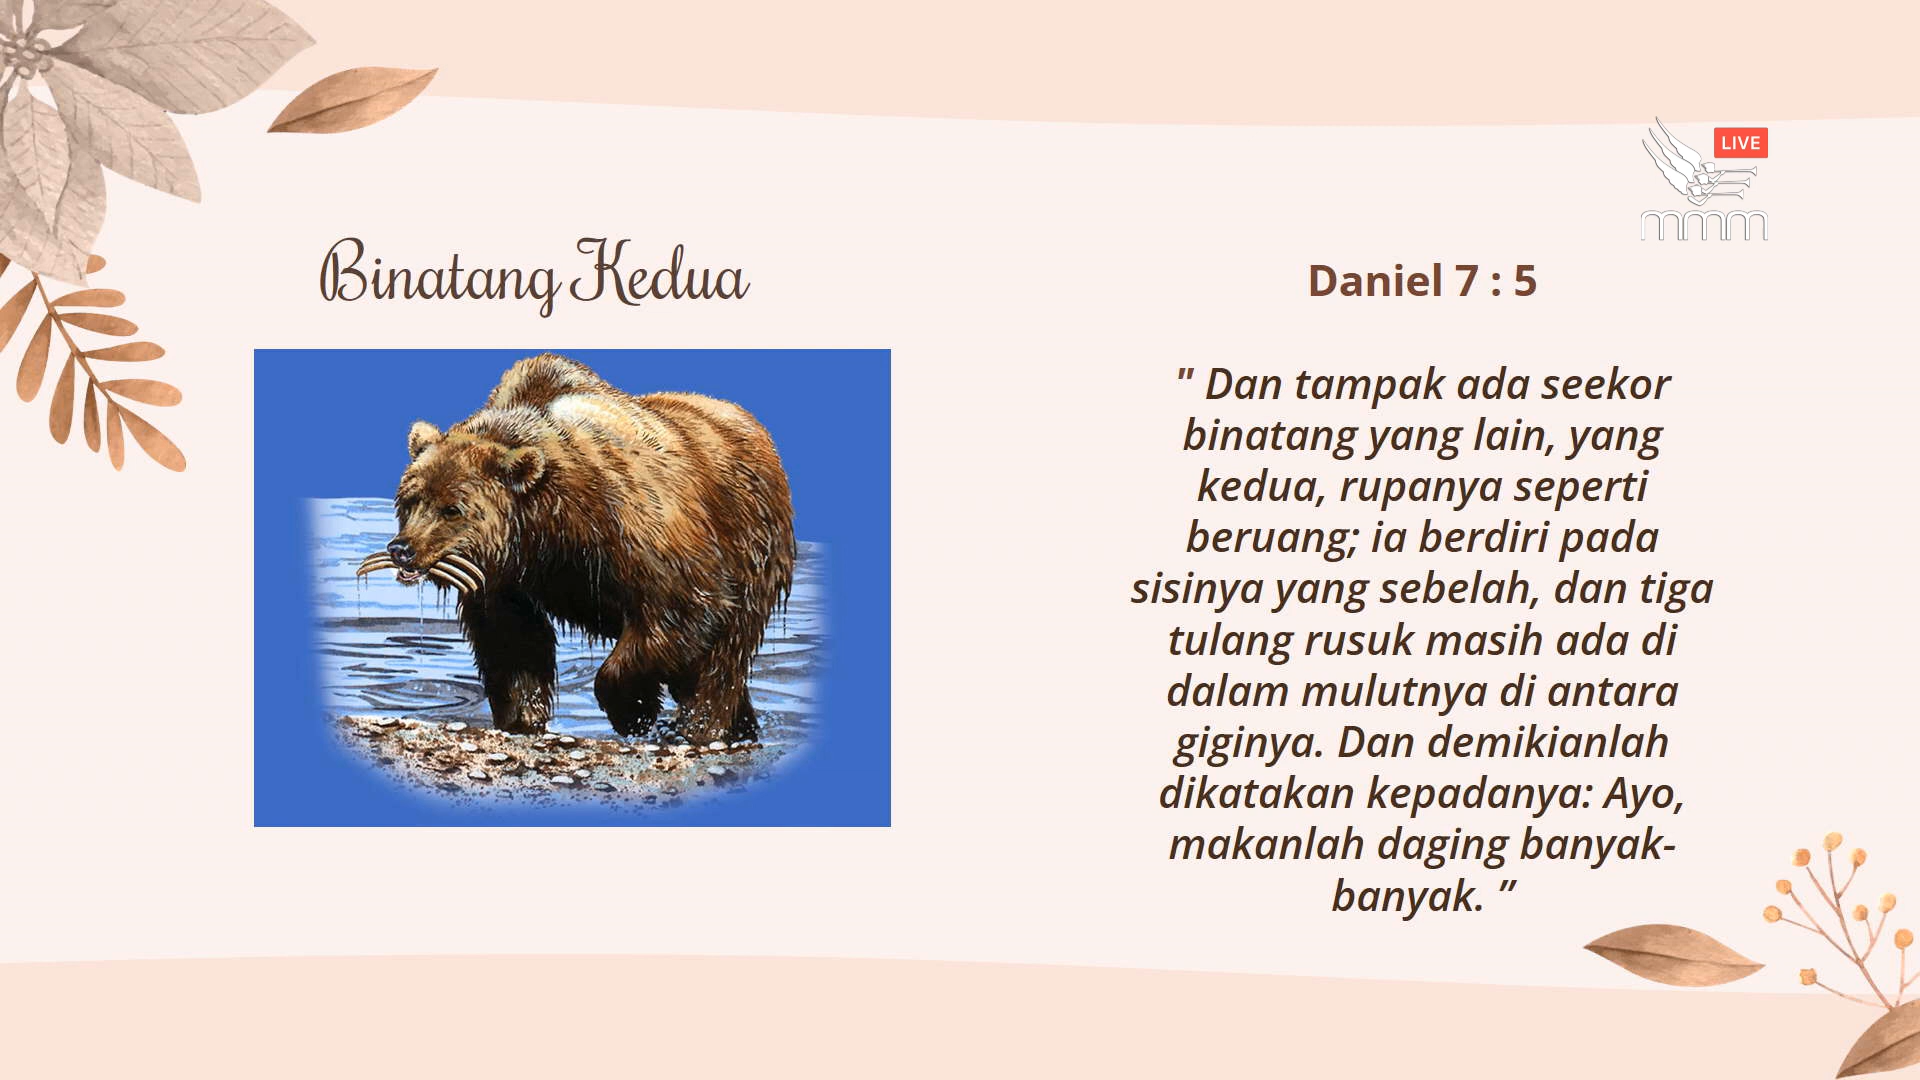 LIVE
mmm
Binatang Kedua
Daniel 7 : 5
" Dan tampak ada seekor
binatang yang lain, yang
kedua, rupanya seperti
beruang; ia berdiri pada
sisinya yang sebelah, dan tiga
tulang rusuk masih ada di
dalam mulutnya di antara
giginya. Dan demikianlah
dikatakan kepadanya: Ayo,
makanlah daging banyak-
banyak. ”